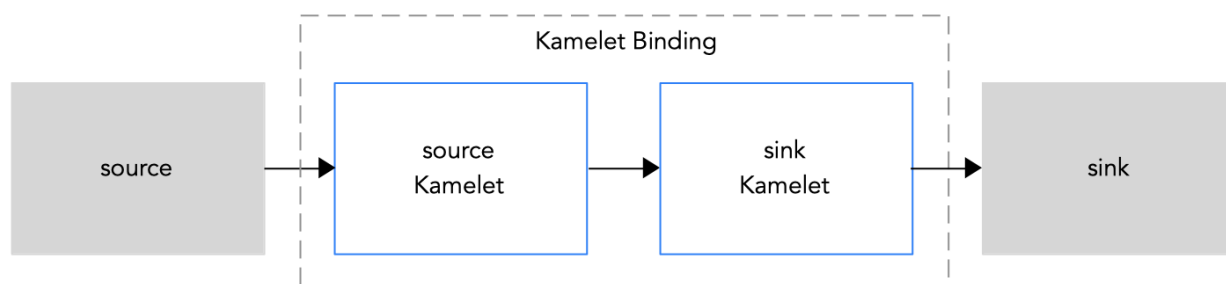 Kamelet Binding
source
source
Kamelet
sink
Kamelet
sink